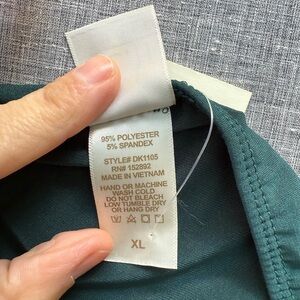 95% POLYESTER
5% SPANDEX
STYLE# DK1105
RN# 152892
MADE IN VIETNAM
HAND OR MACHINE
WASH COLD
DO NOT BLEACH
LOW TUMBLE DRY
OR HANG DRY
XL